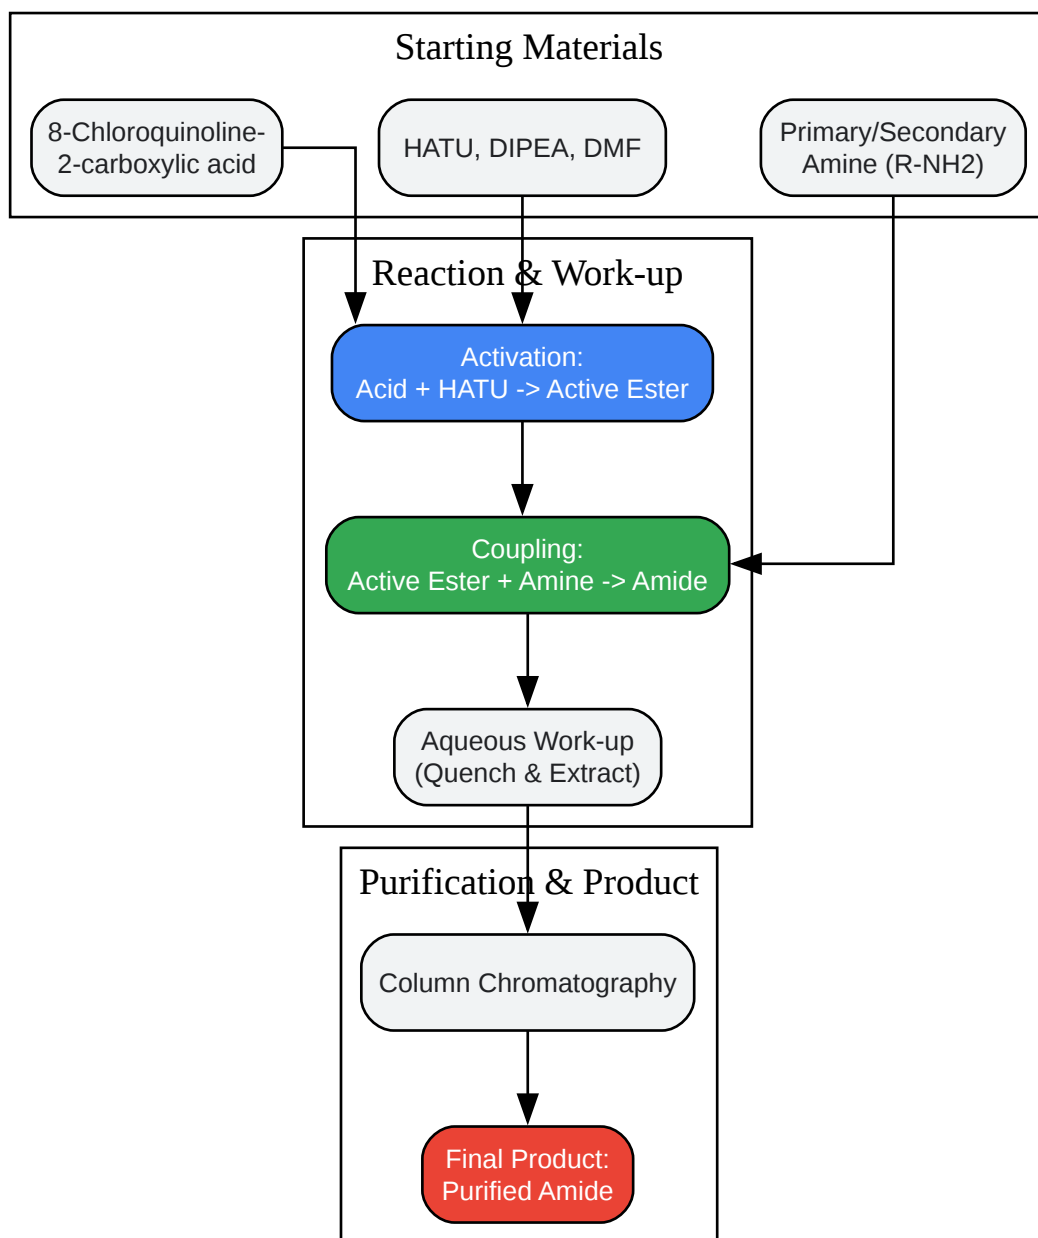 Starting Materials
8-Chloroquinoline-
2-carboxylic acid
HATU, DIPEA, DMF
Primary/Secondary
Amine (R-NH2)
Reaction & Work-up
Activation:
Acid + HATU -> Active Ester
Coupling:
Active Ester + Amine -> Amide
Aqueous Work-up
(Quench & Extract)
Purification & Product
Column Chromatography
Final Product:
Purified Amide